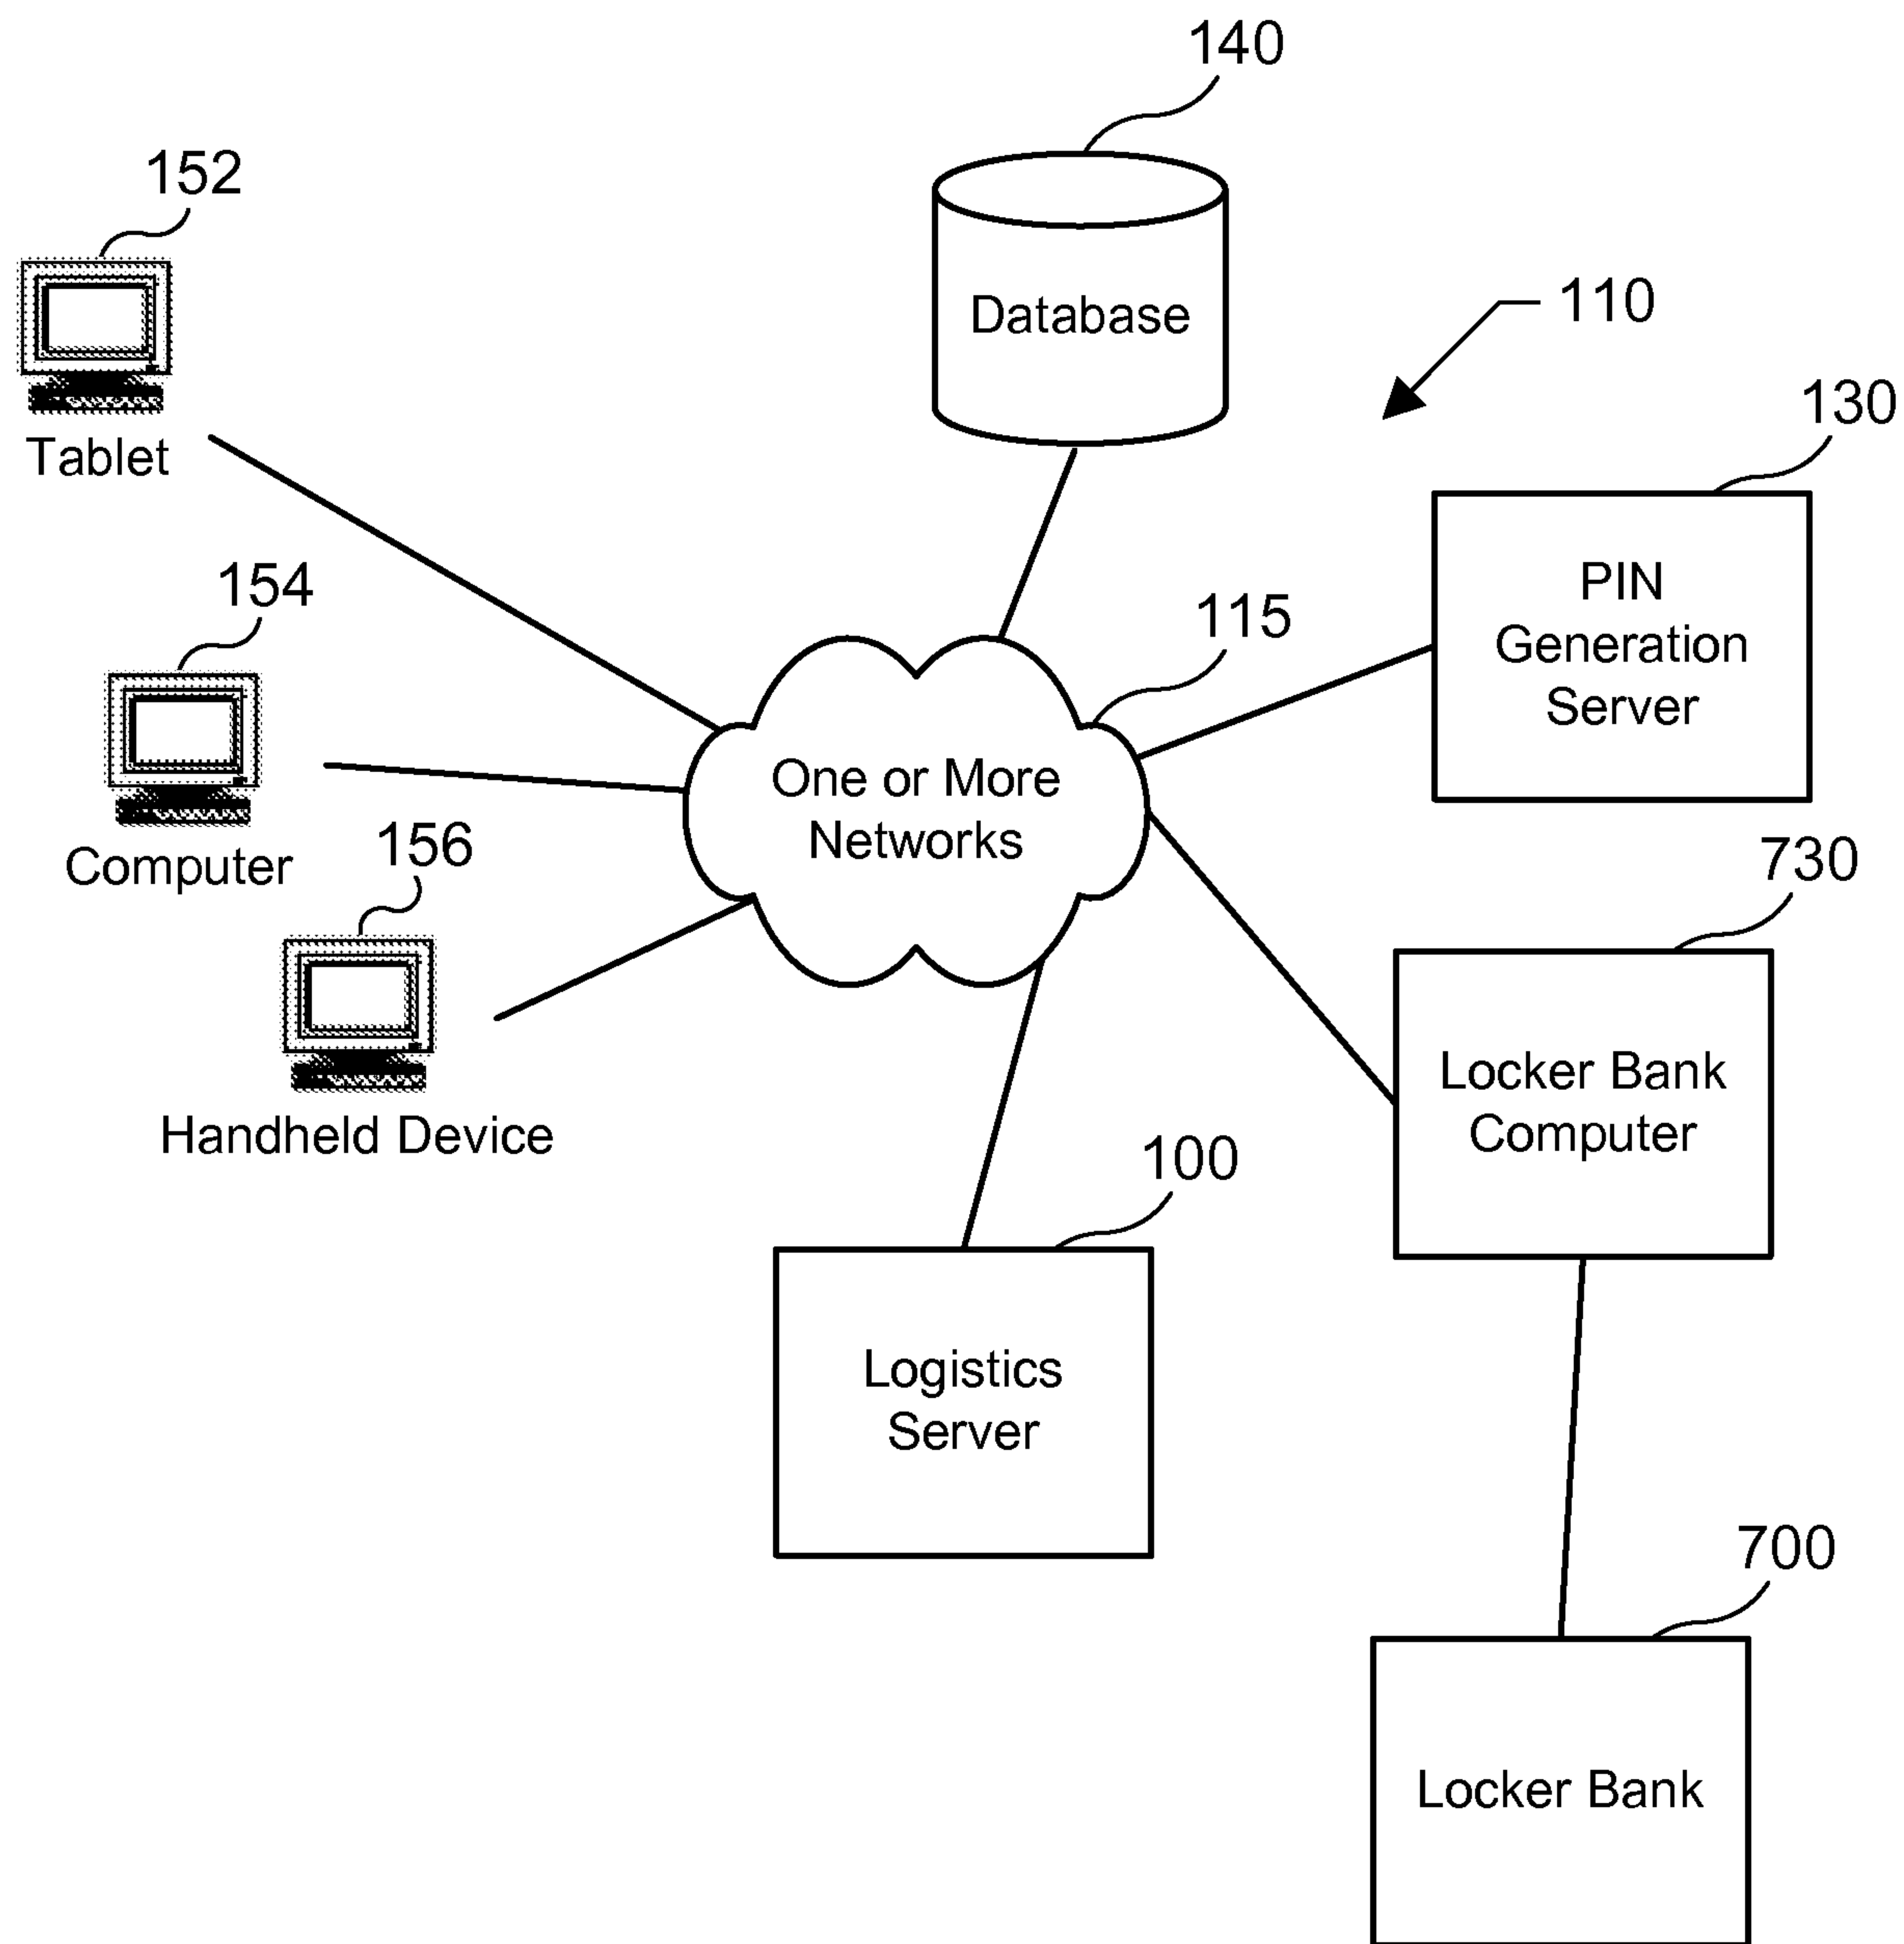 140
152
Database
110
Tablet
130
PIN
Generation
Server
154
115
One or More
Networks
Computer
156
730
Handheld Device
Locker Bank
Computer
100
Logistics
Server
700
Locker Bank